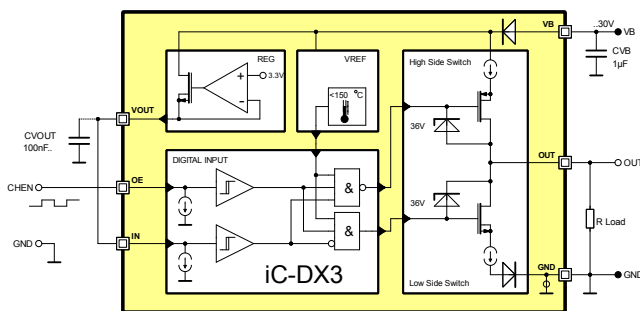 VB
..30V
VB
CVB
1µF
REG
VREF
High Side Switch
3.3V
<150 °C
VOUT
CVOUT
100nF..
36V
DIGITAL INPUT
OUT
OUT
CHEN
OE
&
36V
R Load
IN
&
GND
GND
GND
iC-DX3
Low Side Switch
+
-